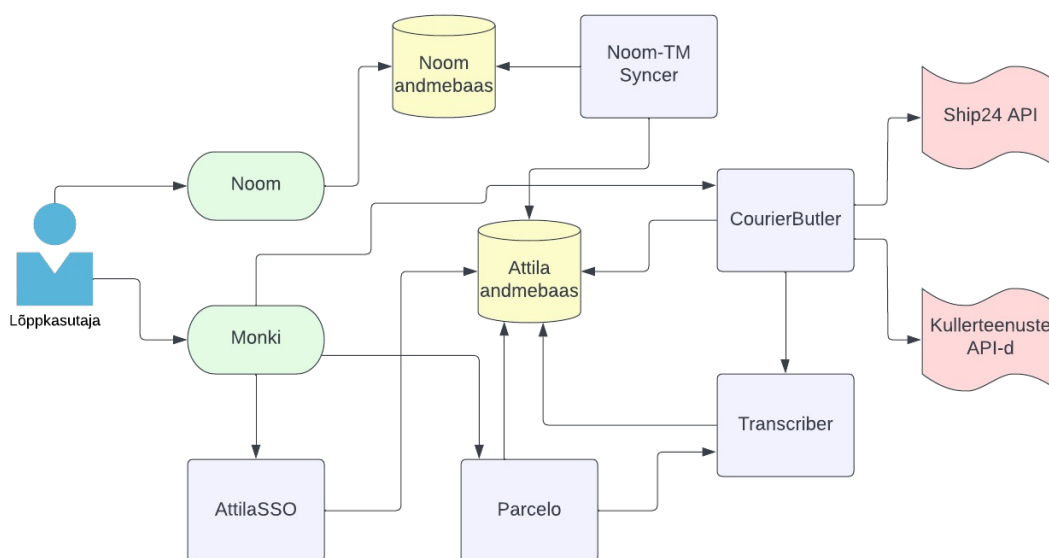 Noom
andmebaas
Noom-TM
Syncer
Ship24 API
Noom
CourierButler
Attila
andmebaas
Lõppkasutaja
Monki
Kullerteenuste
API-d
Transcriber
AttilaSSO
Parcelo